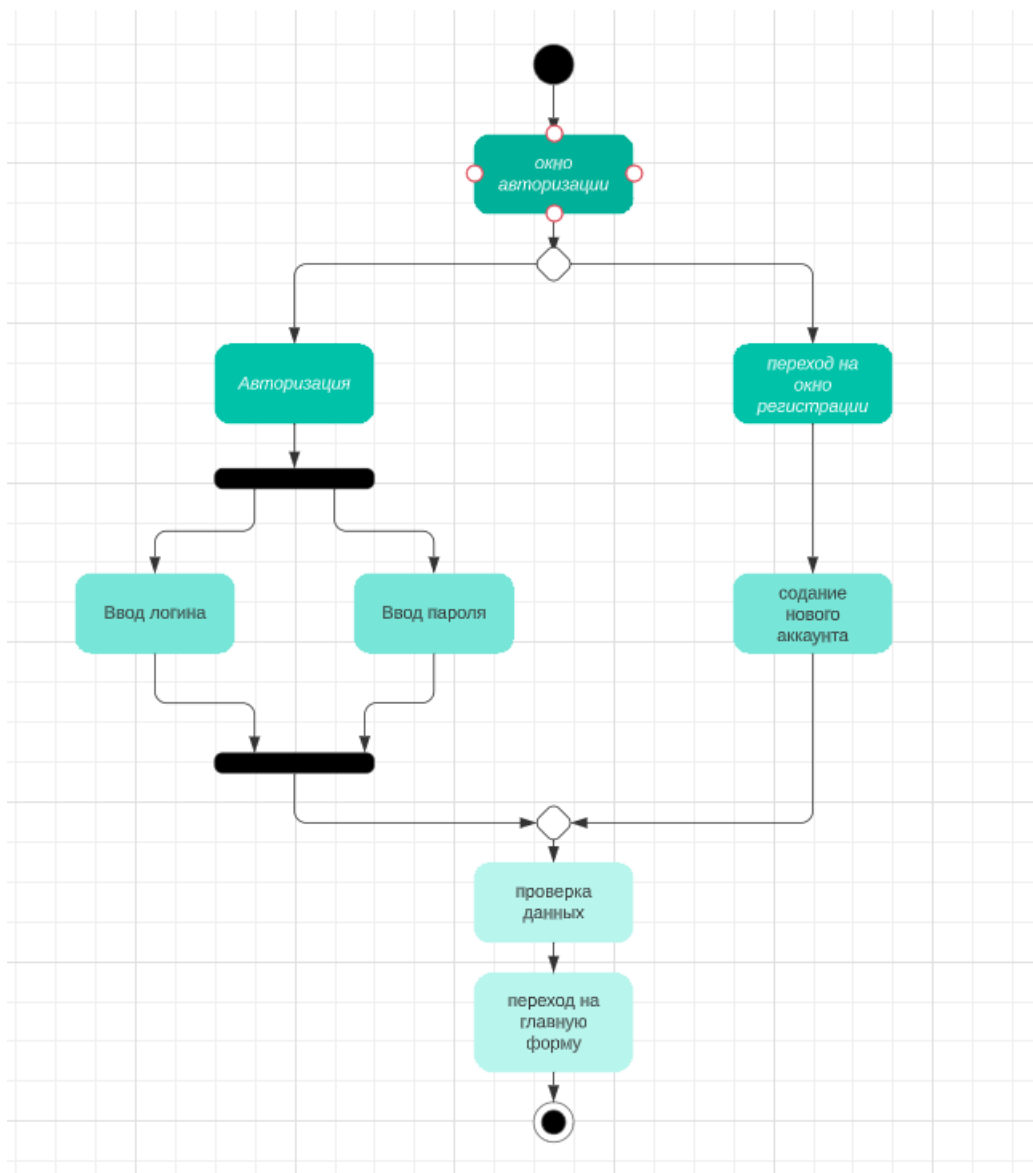 окно
авторизации
Авторизация
переход на
окно
регистрации
Ввод логина
Ввод пароля
содание
нового
аккаунта
проверка
данных
переход на
главную
форму